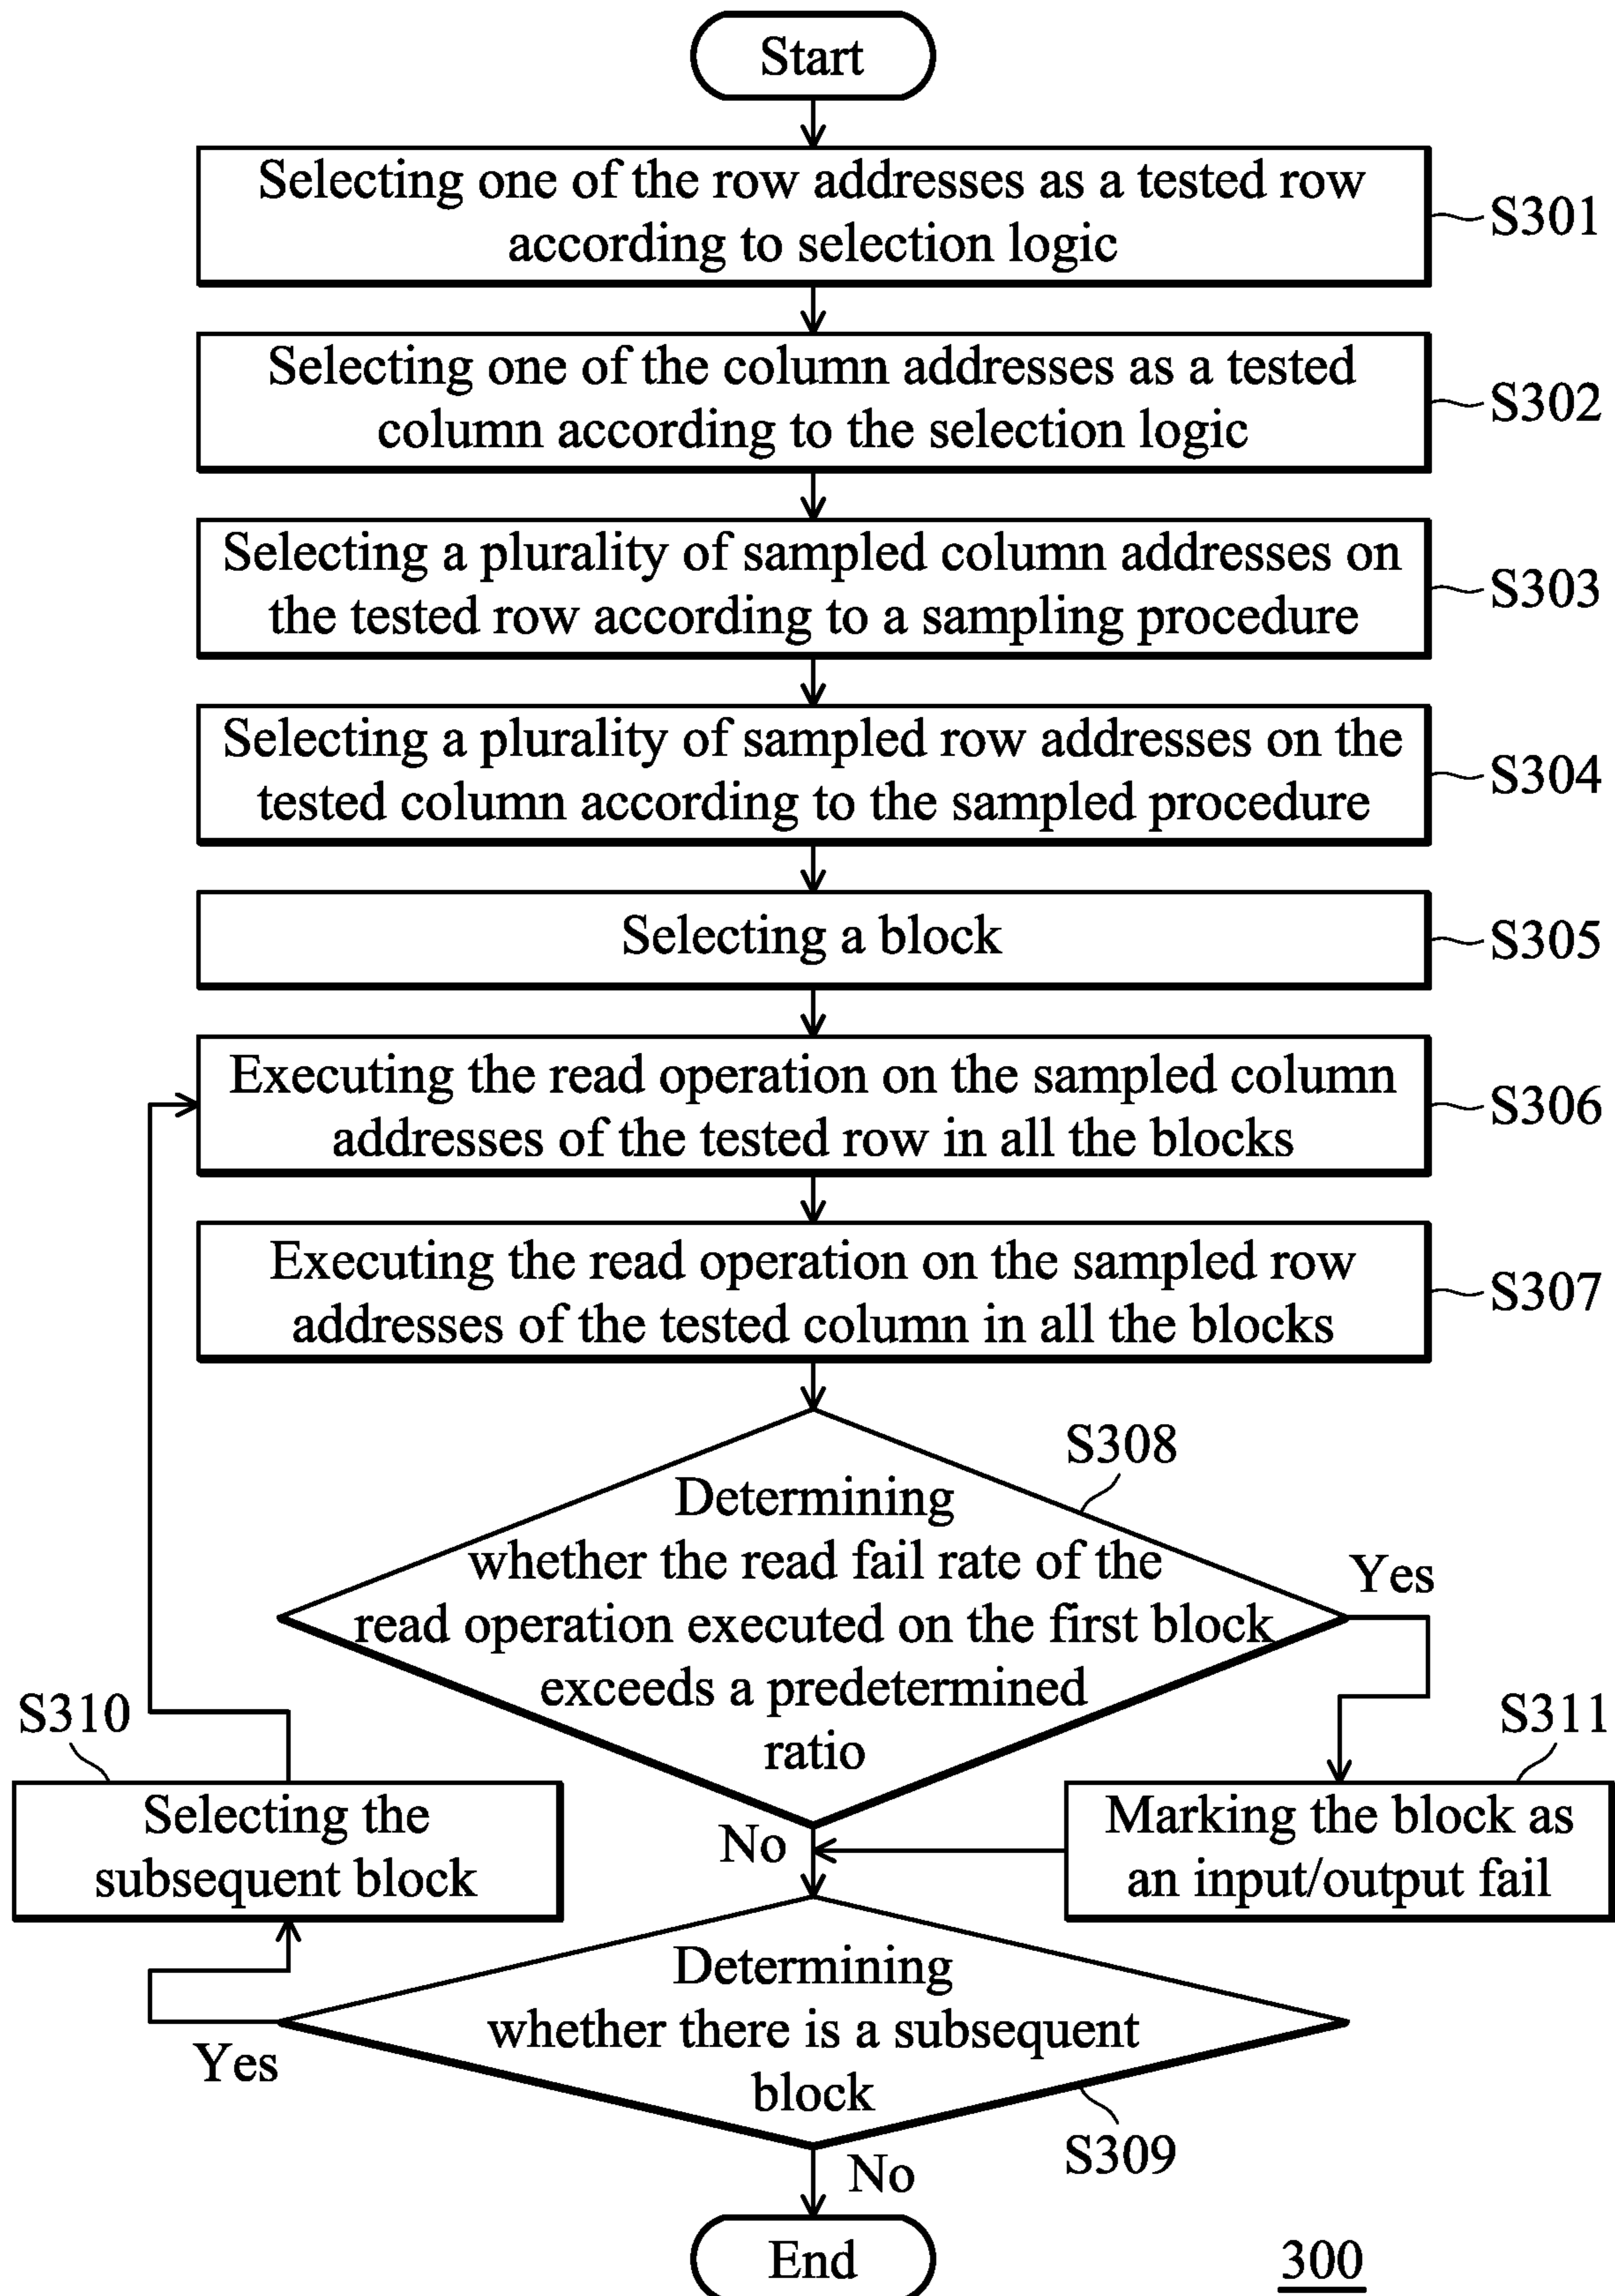 Start
Selecting one of the row addresses as a tested row
according to selection logic
S301
Selecting one of the column addresses as a tested
column according to the selection logic
S302
Selecting a plurality of sampled column addresses on
the tested row according to a sampling procedure
S303
Selecting a plurality of sampled row addresses on the
tested column according to the sampled procedure
S304
Selecting a block
S305
Executing the read operation on the sampled column
addresses of the tested row in all the blocks
S306
Executing the read operation on the sampled row
addresses of the tested column in all the blocks
S307
S308
Determining
whether the read fail rate of the
read operation executed on the first block
exceeds a predetermined
ratio
Yes
S310
Selecting the
subsequent block
No
S311
Marking the block as
an input/output fail
Determining
whether there is a subsequent
block
Yes
S309
No
End
300